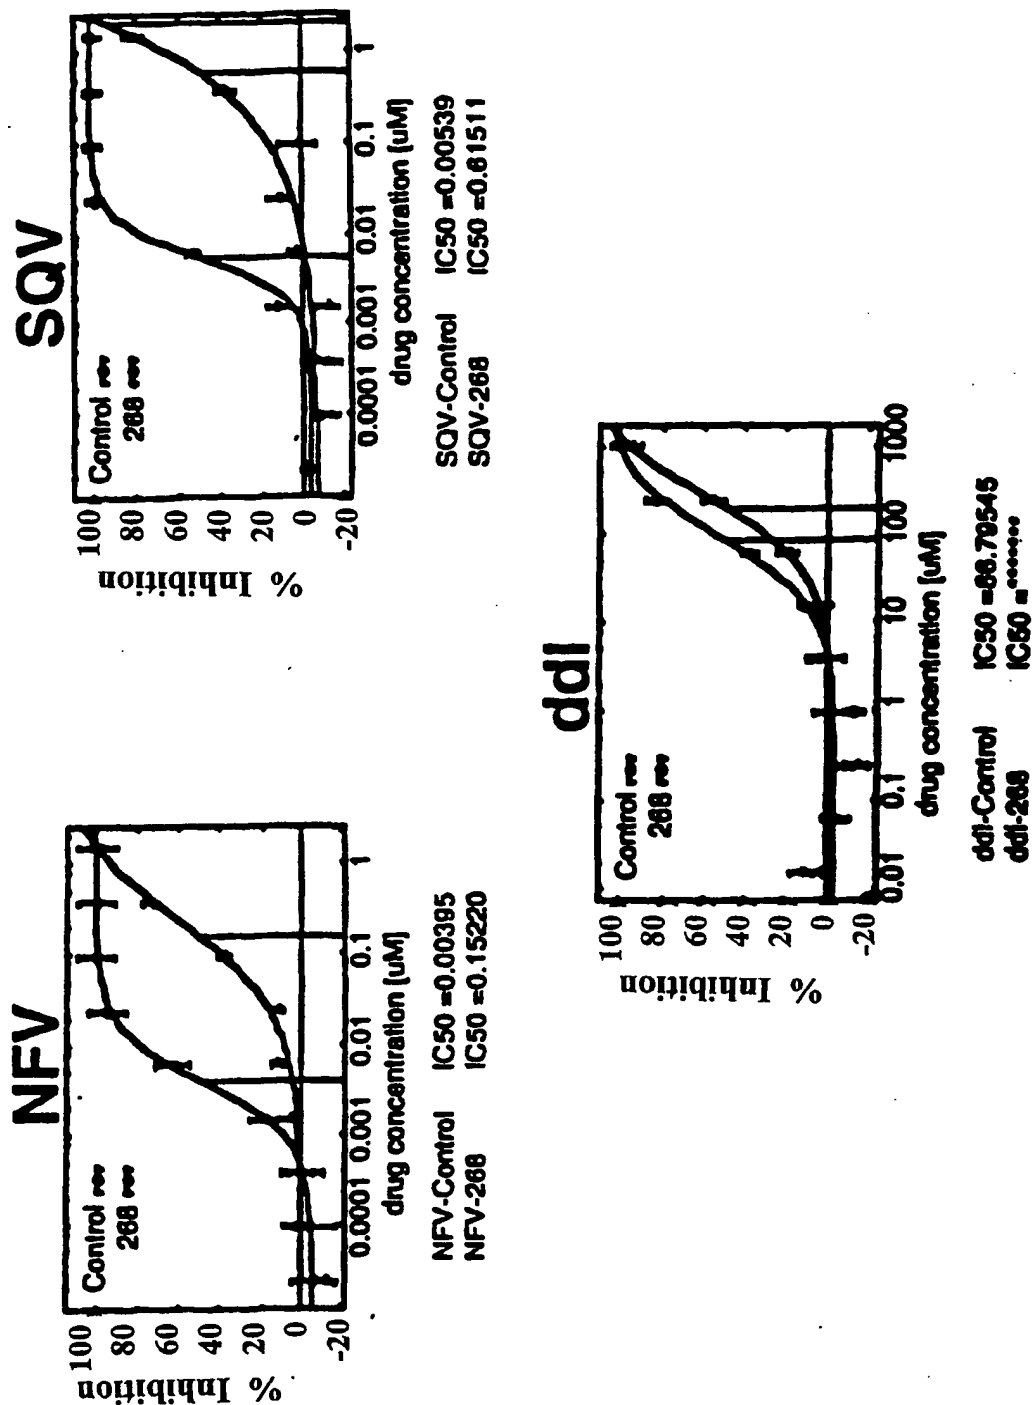 NFV
100
80
60
40
20
0
-20
% Inhibition
Control
268
0.0001 0.001 0.01 0.1 1
drug concentration [uM]
NFV-Control IC50 =0.00395
NFV-268 IC50 =0.15220
SQV
100
80
60
40
20
0
-20
% Inhibition
Control
268
0.0001 0.001 0.01 0.1 1
drug concentration [uM]
SQV-Control IC50 =0.00539
SQV-268 IC50 =0.61511
ddI
100
80
60
40
20
0
-20
% Inhibition
Control
268
0.01 0.1 1 10 100 1000
drug concentration [uM]
ddI-Control IC50 =66.79545
ddI-268 IC50 =*******